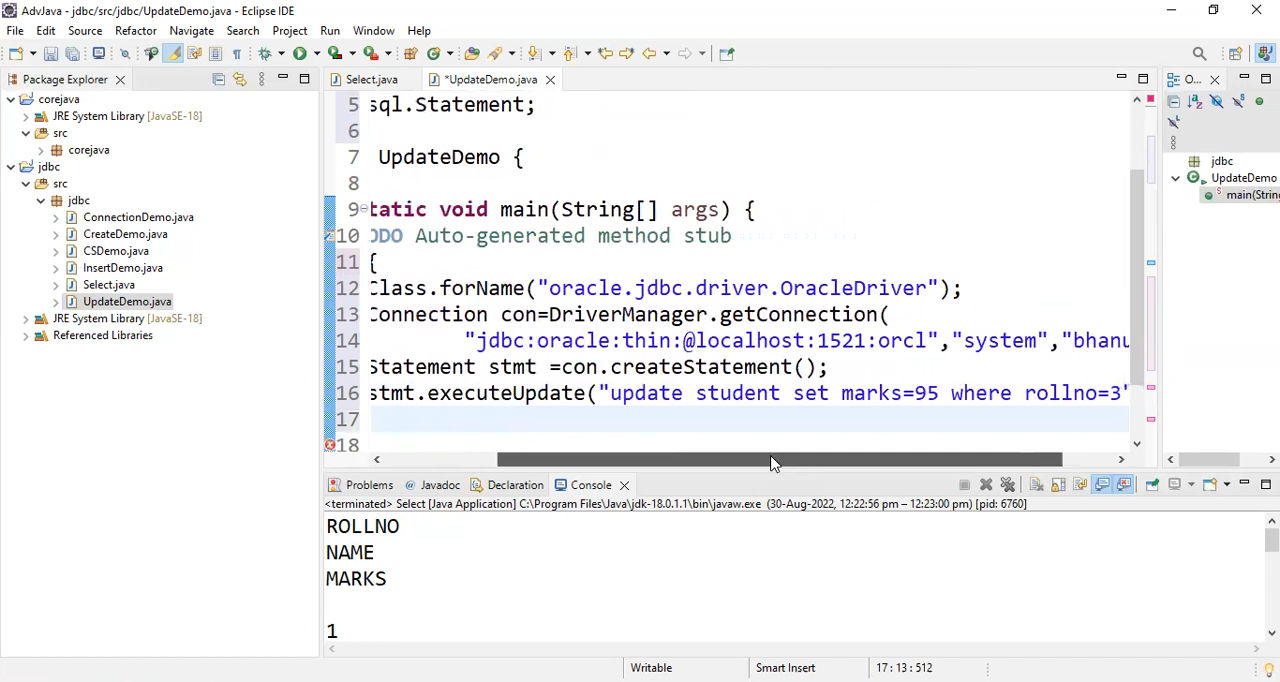 AdvJava - jdbc/src/jdbc/UpdateDemo.java - Eclipse IDE
File Edit Source Refactor Navigate Search Project Run Window Help
Package Explorer
corejava
JRE System Library [JavaSE-18]
src
corejava
jdbc
src
jdbc
ConnectionDemo.java
CreateDemo.java
CSDemo.java
InsertDemo.java
Select.java
UpdateDemo.java
JRE System Library [JavaSE-18]
Referenced Libraries
Select.java *UpdateDemo.java
5 sql.Statement;
6
7 UpdateDemo {
8
9 tatic void main(String[] args) {
10 ODO Auto-generated method stub
11 {
12 Class.forName("oracle.jdbc.driver.OracleDriver");
13 Connection con=DriverManager.getConnection(
14 "jdbc:oracle:thin:@localhost:1521:orcl","system","bhanu
15 Statement stmt =con.createStatement();
16 stmt.executeUpdate("update student set marks=95 where rollno=3"
17
18
O...
jdbc
UpdateDemo
main(String
Problems Javadoc Declaration Console
<terminated> Select [Java Application] C:\Program Files\Java\jdk-18.0.1.1\bin\javaw.exe (30-Aug-2022, 12:22:56 pm – 12:23:00 pm) [pid: 6760]
ROLLNO
NAME
MARKS
1
Writable Smart Insert 17 : 13 : 512